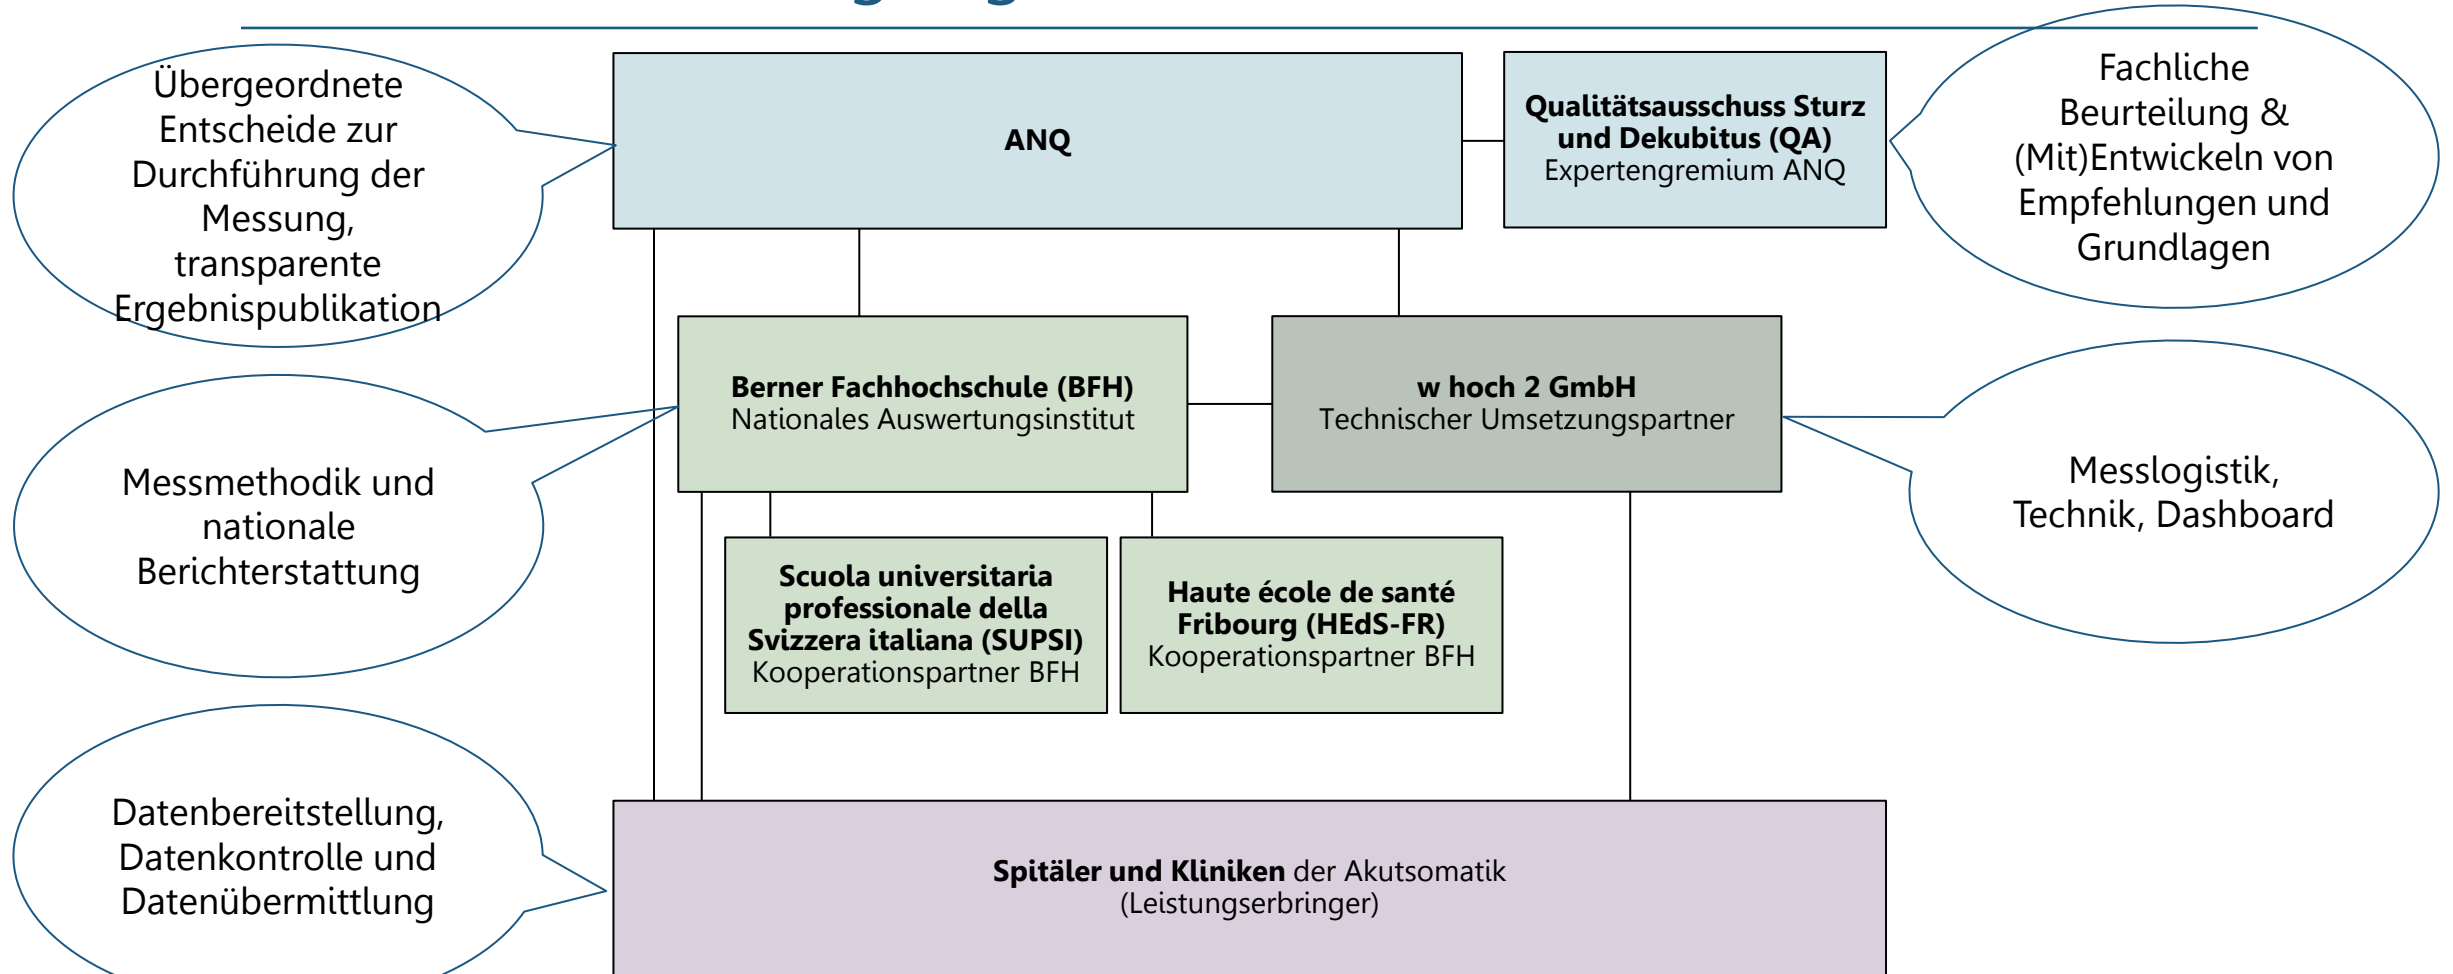 Übergeordnete
Entscheide zur
Durchführung der
Messung,
transparente
Ergebnispublikation
ANQ
Qualitätsausschuss Sturz
und Dekubitus (QA)
Expertengremium ANQ
Fachliche
Beurteilung &
(Mit)Entwickeln von
Empfehlungen und
Grundlagen
Messmethodik und
nationale
Berichterstattung
Berner Fachhochschule (BFH)
Nationales Auswertungsinstitut
w hoch 2 GmbH
Technischer Umsetzungspartner
Messlogistik,
Technik, Dashboard
Scuola universitaria
professionale della
Svizzera italiana (SUPSI)
Kooperationspartner BFH
Haute école de santé
Fribourg (HEdS-FR)
Kooperationspartner BFH
Datenbereitstellung,
Datenkontrolle und
Datenübermittlung
Spitäler und Kliniken der Akutsomatik
(Leistungserbringer)